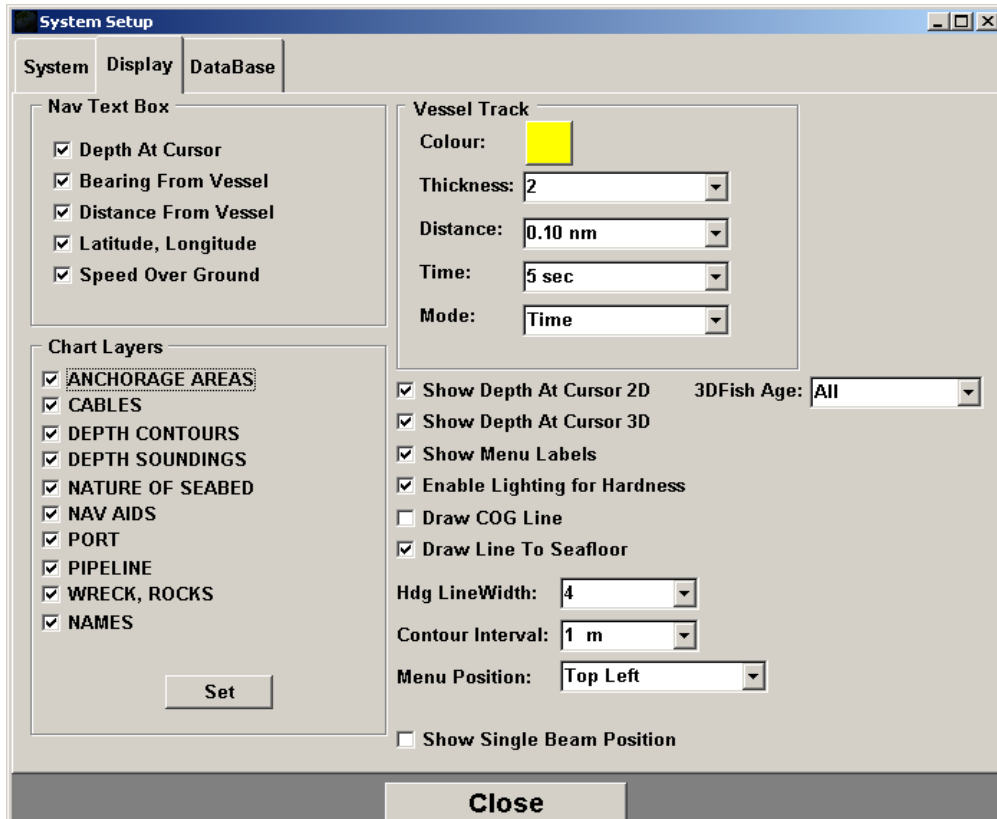 System Setup
System Display DataBase
Nav Text Box
Depth At Cursor
Bearing From Vessel
Distance From Vessel
Latitude, Longitude
Speed Over Ground
Chart Layers
ANCHORAGE AREAS
CABLES
DEPTH CONTOURS
DEPTH SOUNDINGS
NATURE OF SEABED
NAV AIDS
PORT
PIPELINE
WRECK, ROCKS
NAMES
Set
Vessel Track
Colour:
Thickness: 2
Distance: 0.10 nm
Time: 5 sec
Mode: Time
Show Depth At Cursor 2D 3DFish Age: All
Show Depth At Cursor 3D
Show Menu Labels
Enable Lighting for Hardness
Draw COG Line
Draw Line To Seafloor
Hdg LineWidth: 4
Contour Interval: 1 m
Menu Position: Top Left
Show Single Beam Position
Close